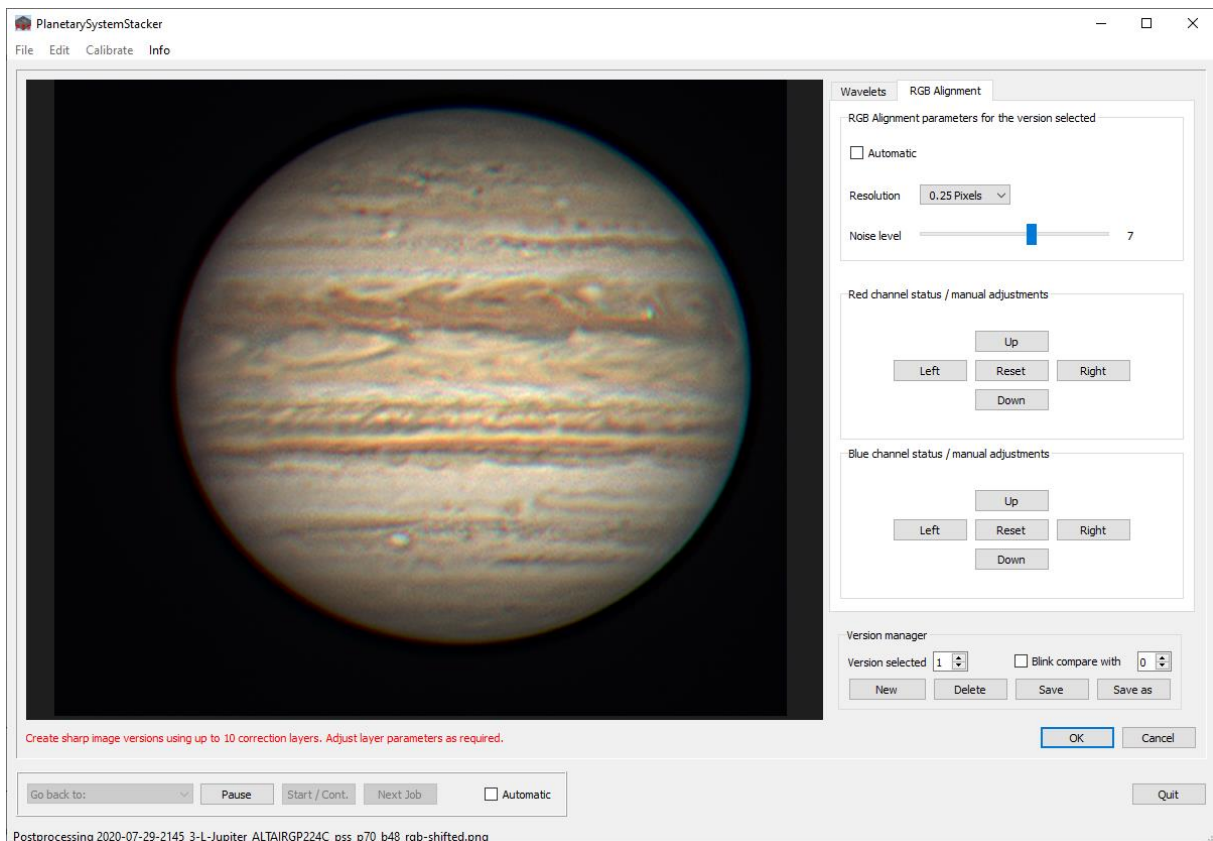 PlanetarySystemStacker
File Edit Calibrate Info
Wavelets RGB Alignment
RGB Alignment parameters for the version selected
Automatic
Resolution 0.25 Pixels
Noise level 7
Red channel status / manual adjustments
Up
Left Reset Right
Down
Blue channel status / manual adjustments
Up
Left Reset Right
Down
Version manager
Version selected 1 Blink compare with 0
New Delete Save Save as
Create sharp image versions using up to 10 correction layers. Adjust layer parameters as required.
OK Cancel
Go back to: Pause Start / Cont. Next Job Automatic Quit
Postprocessing 2020-07-29-2145_3-L-Jupiter_ALTAIRGP224C_pss_p70_b48_rgb-shifted.png